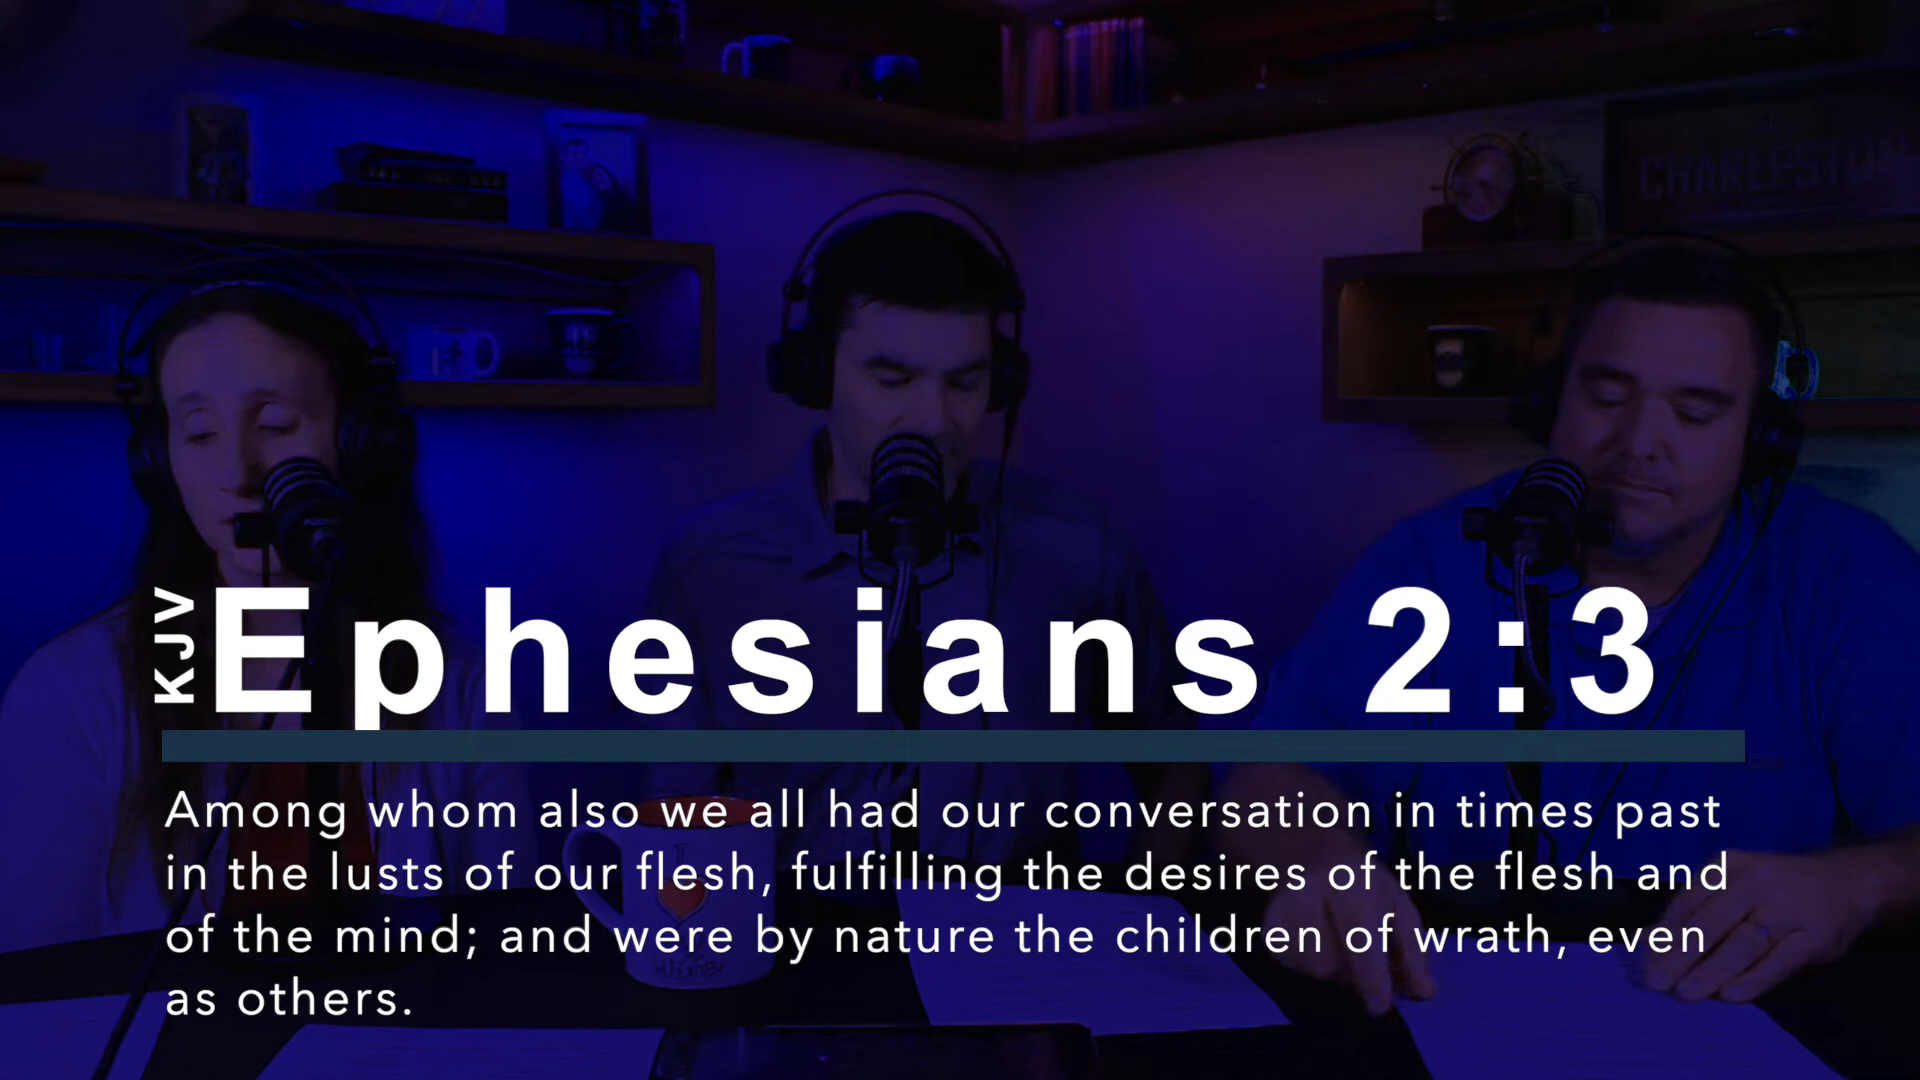 CHARLESTON
KJV
Ephesians 2:3
Among whom also we all had our conversation in times past
in the lusts of our flesh, fulfilling the desires of the flesh and
of the mind; and were by nature the children of wrath, even
as others.